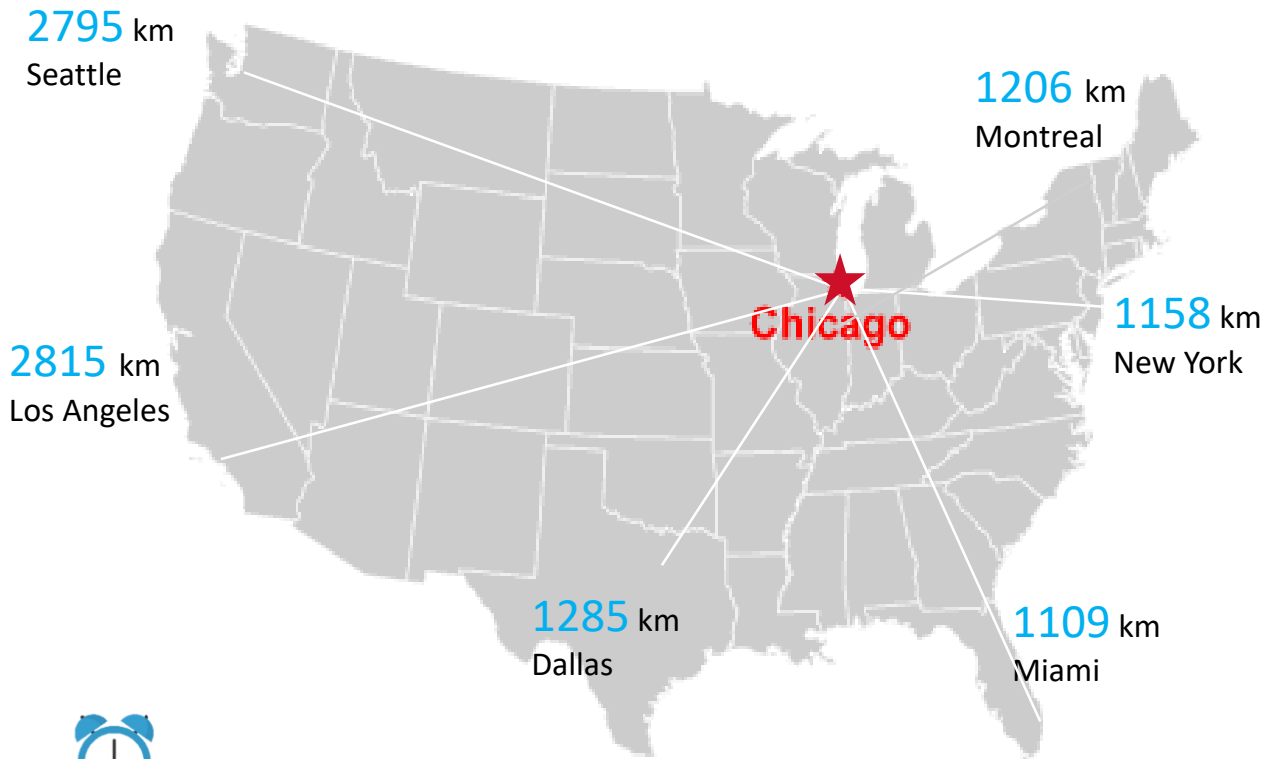 2795 km
Seattle
1206 km
Montreal
Chicago
1158 km
New York
2815 km
Los Angeles
1285 km
Dallas
1109 km
Miami